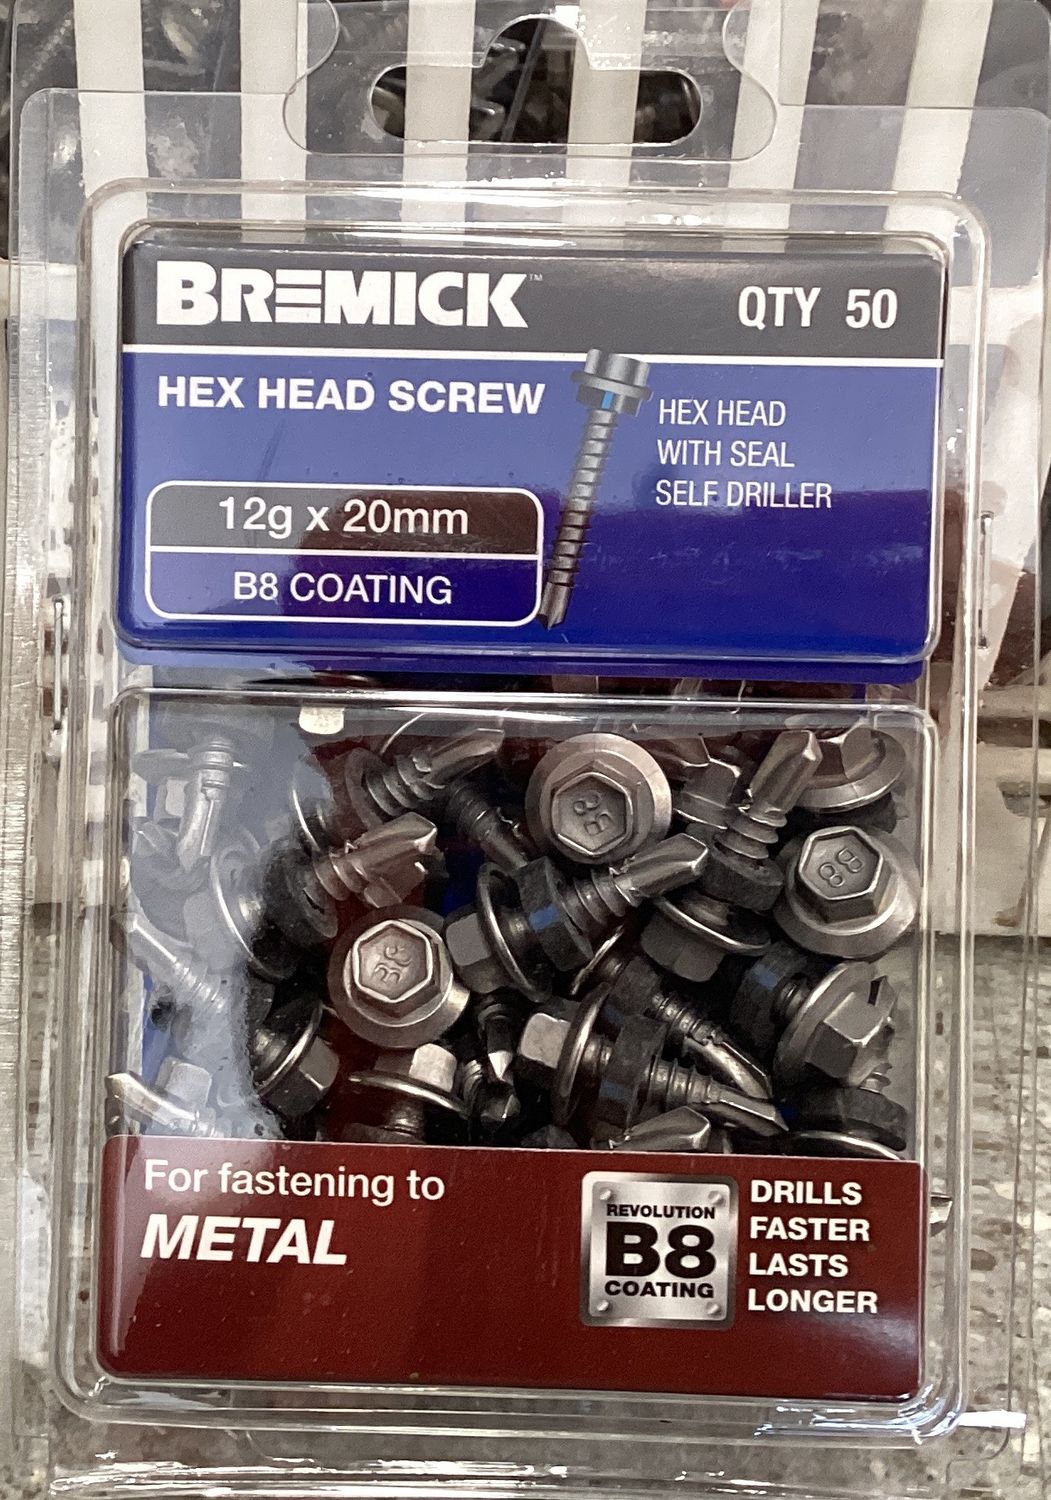 BREMICK™
QTY 50
HEX HEAD SCREW
HEX HEAD
WITH SEAL
SELF DRILLER
12g x 20mm
B8 COATING
B8
B8
B8
For fastening to
METAL
REVOLUTION
B8
COATING
DRILLS
FASTER
LASTS
LONGER